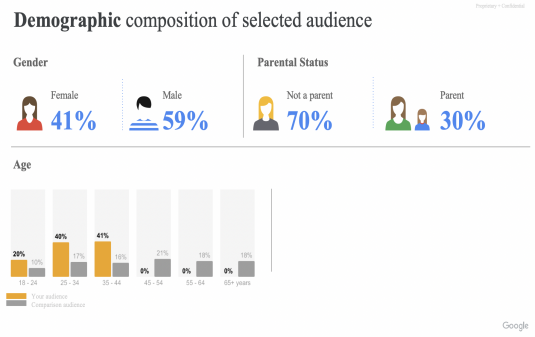 Proprietary + Confidential
Demographic composition of selected audience
Gender
Parental Status
Female
41%
Male
59%
Not a parent
70%
Parent
30%
Age
20% 10% 40% 17% 41% 16% 0% 21% 0% 18% 0% 18%
18 - 24 25 - 34 35 - 44 45 - 54 55 - 64 65+ years
Your audience
Comparison audience
Google